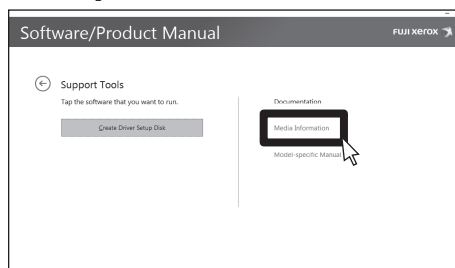 Software/Product Manual
FUJI XEROX
Support Tools
Tap the software that you want to run.
Create Driver Setup Disk
Documentation
Media Information
Model-specific Manual